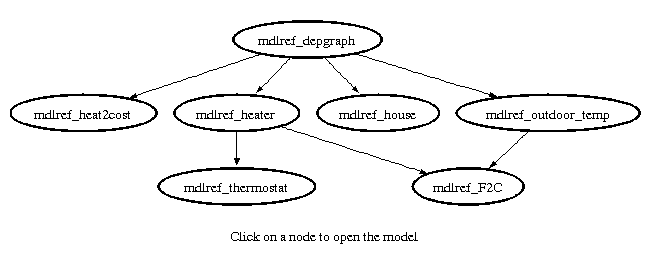 mdlref_depgraph
mdlref_heat2cost
mdlref_heater
mdlref_house
mdlref_outdoor_temp
mdlref_thermostat
mdlref_F2C
Click on a node to open the model